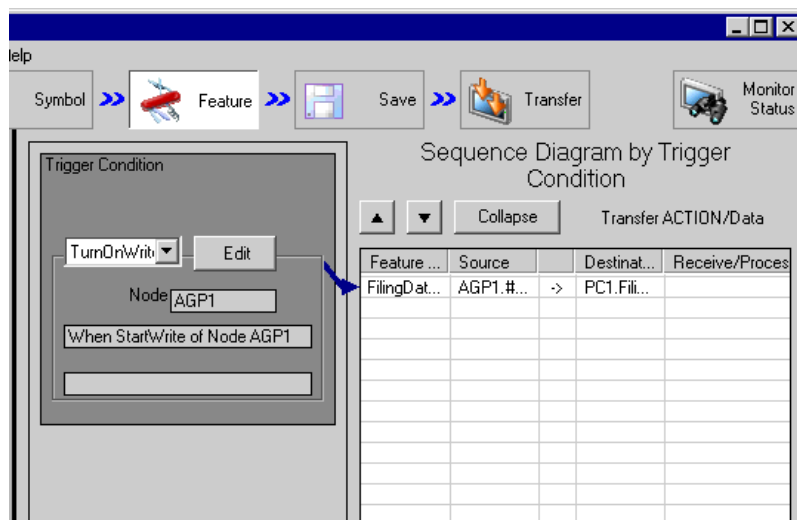 Help
Symbol Feature Save Transfer Monitor Status
Trigger Condition
TurnOnWrit Edit
Node AGP1
When StartWrite of Node AGP1
Sequence Diagram by Trigger
Condition
Collapse Transfer ACTION/Data
Feature ... Source Destinat... Receive/Proces
FilingDat... AGP1.#... -> PC1.Fili...